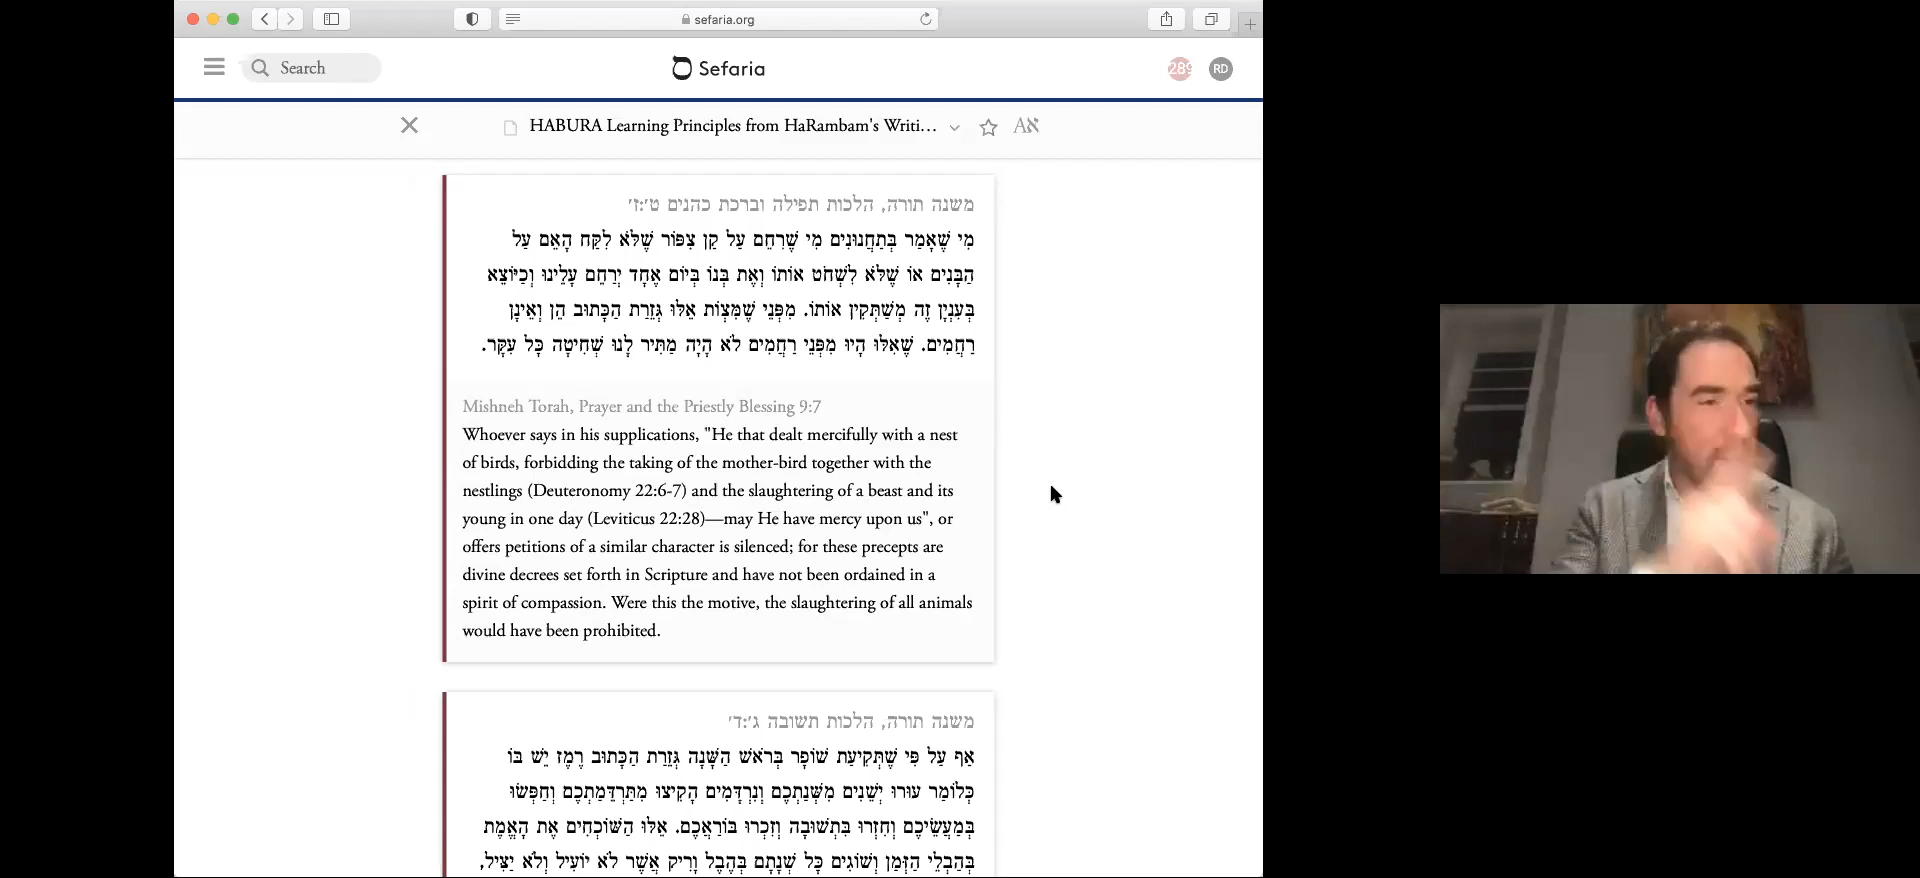 sefaria.org
Search
Sefaria
289
RD
HABURA Learning Principles from HaRambam's Writi...
Aא
משנה תורה, הלכות תפילה וברכת כהנים ט׳:ז׳
מִי שֶׁאָמַר בְּתַחֲנוּנִים מִי שֶׁרִחֵם עַל קַן צִפּוֹר שֶׁלֹּא לִקַּח הָאֵם עַל
הַבָּנִים אוֹ שֶׁלֹּא לִשְׁחֹט אוֹתוֹ וְאֶת בְּנוֹ בְּיוֹם אֶחָד יְרַחֵם עָלֵינוּ וְכַיּוֹצֵא
בְּעִנְיָן זֶה מְשַׁתְּקִין אוֹתוֹ. מִפְּנֵי שֶׁמִּצְוֹת אֵלּוּ גְּזֵרַת הַכָּתוּב הֵן וְאֵינָן
רַחֲמִים. שֶׁאִלּוּ הָיוּ מִפְּנֵי רַחֲמִים לֹא הָיָה מַתִּיר לָנוּ שְׁחִיטָה כָּל עִקָּר.
Mishneh Torah, Prayer and the Priestly Blessing 9:7
Whoever says in his supplications, "He that dealt mercifully with a nest
of birds, forbidding the taking of the mother-bird together with the
nestlings (Deuteronomy 22:6-7) and the slaughtering of a beast and its
young in one day (Leviticus 22:28)—may He have mercy upon us", or
offers petitions of a similar character is silenced; for these precepts are
divine decrees set forth in Scripture and have not been ordained in a
spirit of compassion. Were this the motive, the slaughtering of all animals
would have been prohibited.
משנה תורה, הלכות תשובה ג׳:ד׳
אַף עַל פִּי שֶׁתְּקִיעַת שׁוֹפָר בְּרֹאשׁ הַשָּׁנָה גְּזֵרַת הַכָּתוּב רֶמֶז יֵשׁ בּוֹ
כְּלוֹמַר עוּרוּ יְשֵׁנִים מִשְּׁנַתְכֶם וְנִרְדָּמִים הָקִיצוּ מִתַּרְדֵּמַתְכֶם וְחַפְּשׂוּ
בְּמַעֲשֵׂיכֶם וְחִזְרוּ בִּתְשׁוּבָה וְזִכְרוּ בּוֹרַאֲכֶם. אֵלּוּ הַשּׁוֹכְחִים אֶת הָאֱמֶת
בְּהַבְלֵי הַזְּמַן וְשׁוֹגִים כָּל שְׁנָתָם בְּהֶבֶל וָרִיק אֲשֶׁר לֹא יוֹעִיל וְלֹא יַצִּיל,